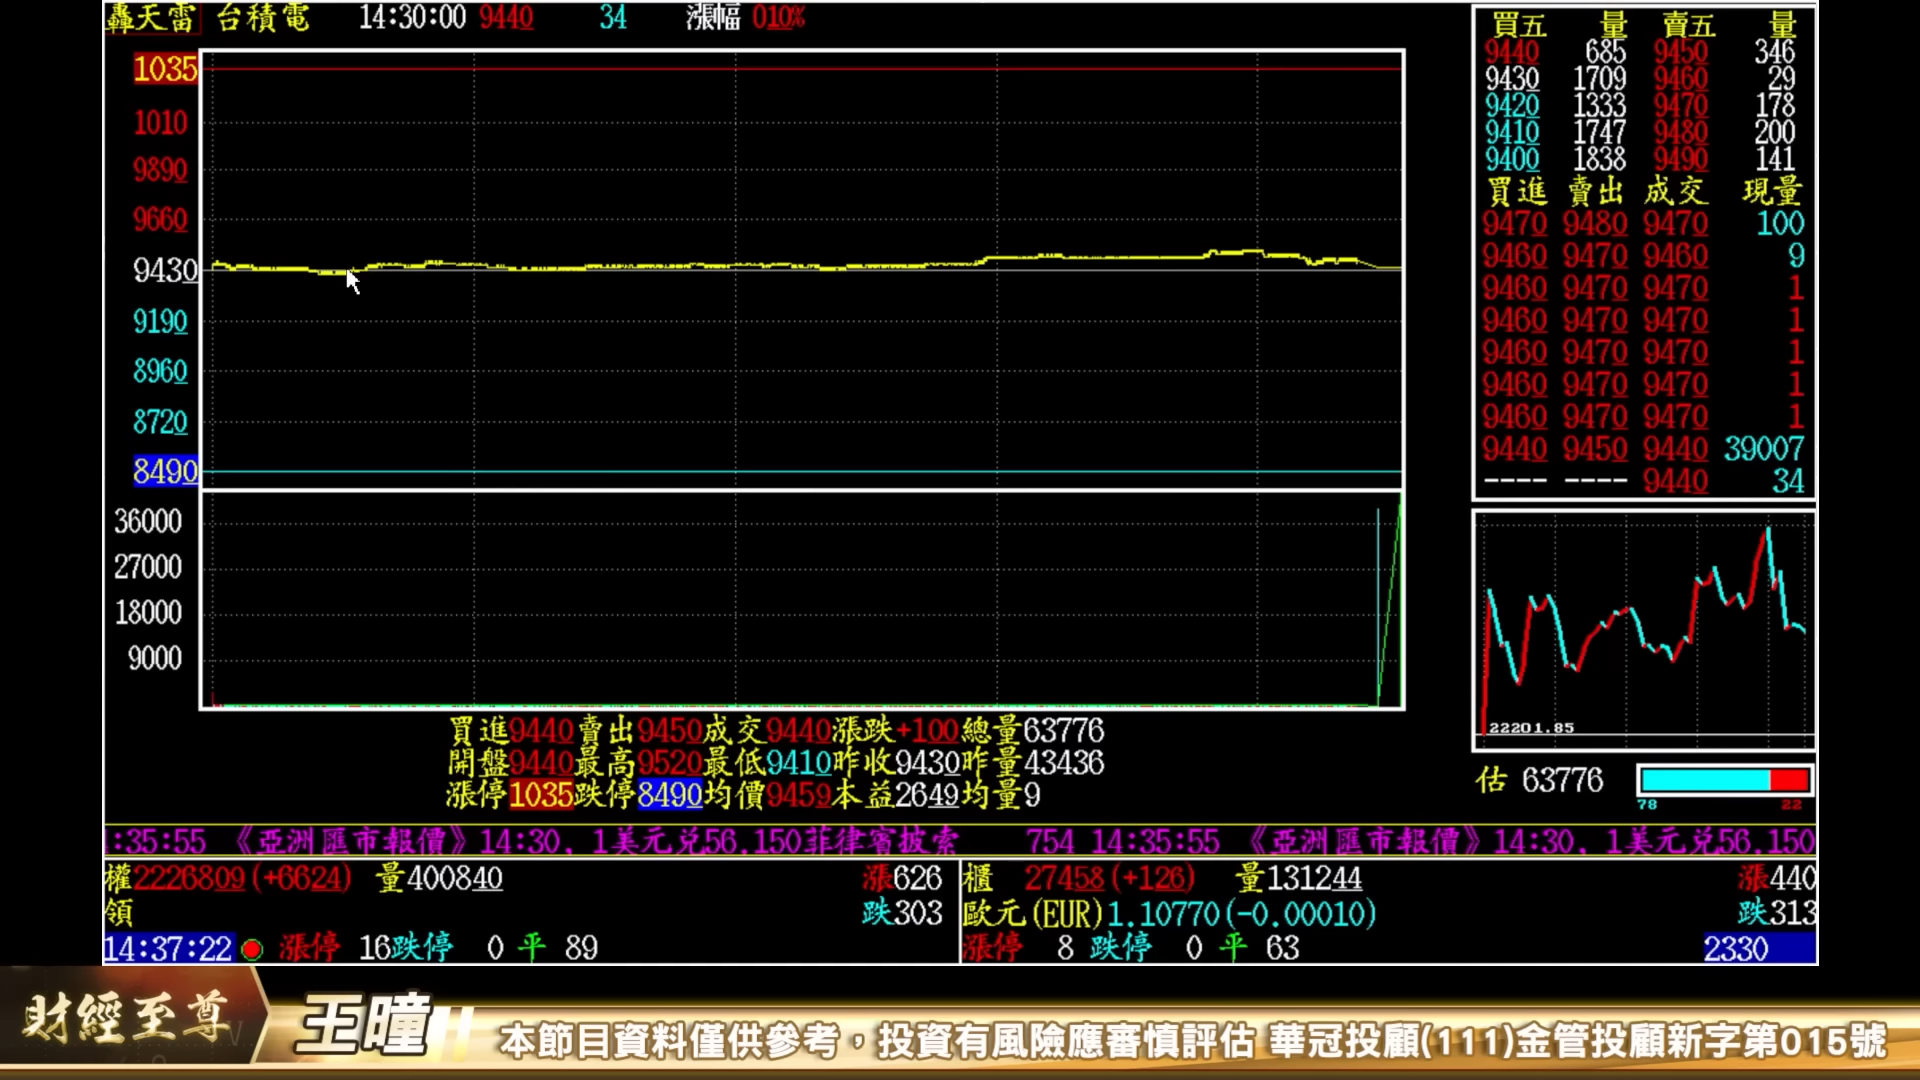 轟天雷 台積電 14:30:00 9440 34 漲幅 010%
1035
1010
9890
9660
9430
9190
8960
8720
8490
36000
27000
18000
9000
買五 量 賣五 量
9440 685 9450 346
9430 1709 9460 29
9420 1333 9470 178
9410 1747 9480 200
9400 1838 9490 141
買進 賣出 成交 現量
9470 9480 9470 100
9460 9470 9460 9
9460 9470 9470 1
9460 9470 9470 1
9460 9470 9470 1
9460 9470 9470 1
9460 9470 9470 1
9440 9450 9440 39007
---- ---- 9440 34
22201.85
估 63776
78 22
買進9440賣出9450成交9440漲跌+100總量63776
開盤9440最高9520最低9410昨收9430昨量43436
漲停1035跌停8490均價9459本益2649均量9
:35:55 《亞洲匯市報價》14:30, 1美元兌56.150菲律賓披索 754 14:35:55 《亞洲匯市報價》14:30, 1美元兌56.150
權2226809(+6624) 量400840 漲626
領 跌303
14:37:22 漲停 16跌停 0 平 89
櫃 27458(+126) 量131244 漲440
歐元(EUR)1.10770(-0.00010) 跌313
漲停 8 跌停 0 平 63 2330
財經至尊 王曈 本節目資料僅供參考，投資有風險應審慎評估 華冠投顧(111)金管投顧新字第015號